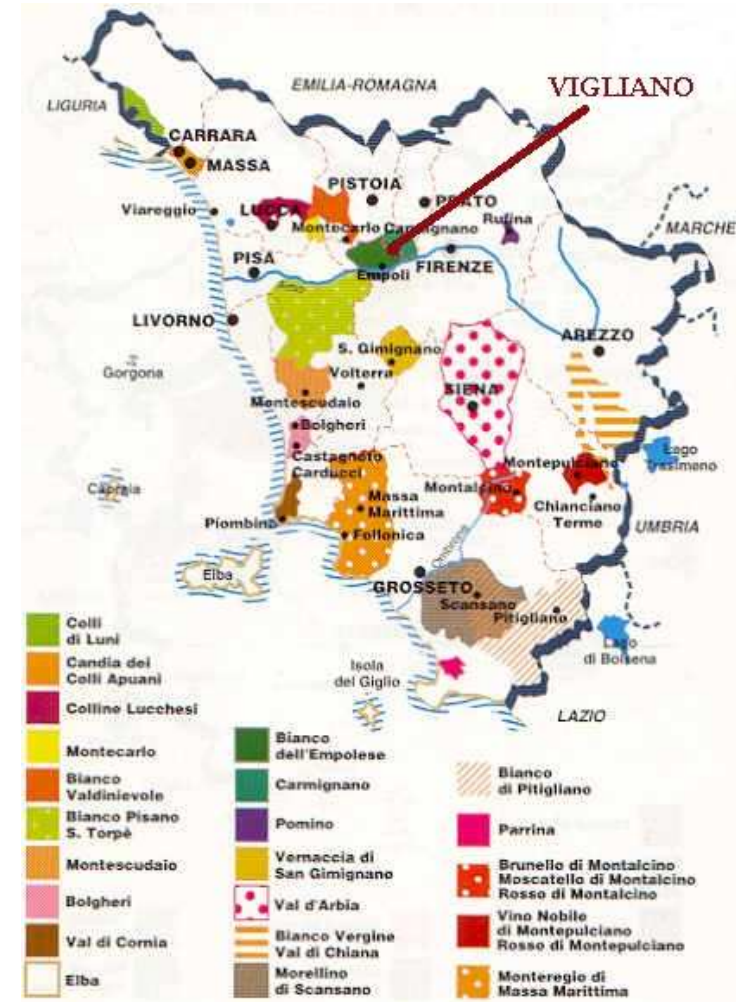 EMILIA-ROMAGNA
VIGLIANO
LIGURIA
CARRARA
MASSA
PISTOIA
PRATO
Viareggio
LUCCA
Rufina
Montecarlo Carmignano
MARCHE
PISA
Empoli
FIRENZE
Arno
LIVORNO
AREZZO
S. Gimignano
Gorgona
Volterra
SIENA
Montescudaio
Bolgheri
Lago
Trasimeno
Castagneto
Carducci
Montepulciano
Capraia
Massa
Marittima
Montalcino
Chianciano
Terme
Piombino
UMBRIA
Follonica
Ombrone
Elba
GROSSETO
Scansano
Pitigliano
Lago
di Bolsena
Isola
del Giglio
LAZIO
Colli
di Luni
Candia dei
Colli Apuani
Colline Lucchesi
Montecarlo
Bianco
Valdinievole
Bianco Pisano
S. Torpè
Montescudaio
Bolgheri
Val di Cornia
Elba
Bianco
dell'Empolese
Carmignano
Pomino
Vernaccia di
San Gimignano
Val d'Arbia
Bianco Vergine
Val di Chiana
Morellino
di Scansano
Bianco
di Pitigliano
Parrina
Brunello di Montalcino
Moscatello di Montalcino
Rosso di Montalcino
Vino Nobile
di Montepulciano
Rosso di Montepulciano
Monteregio di
Massa Marittima